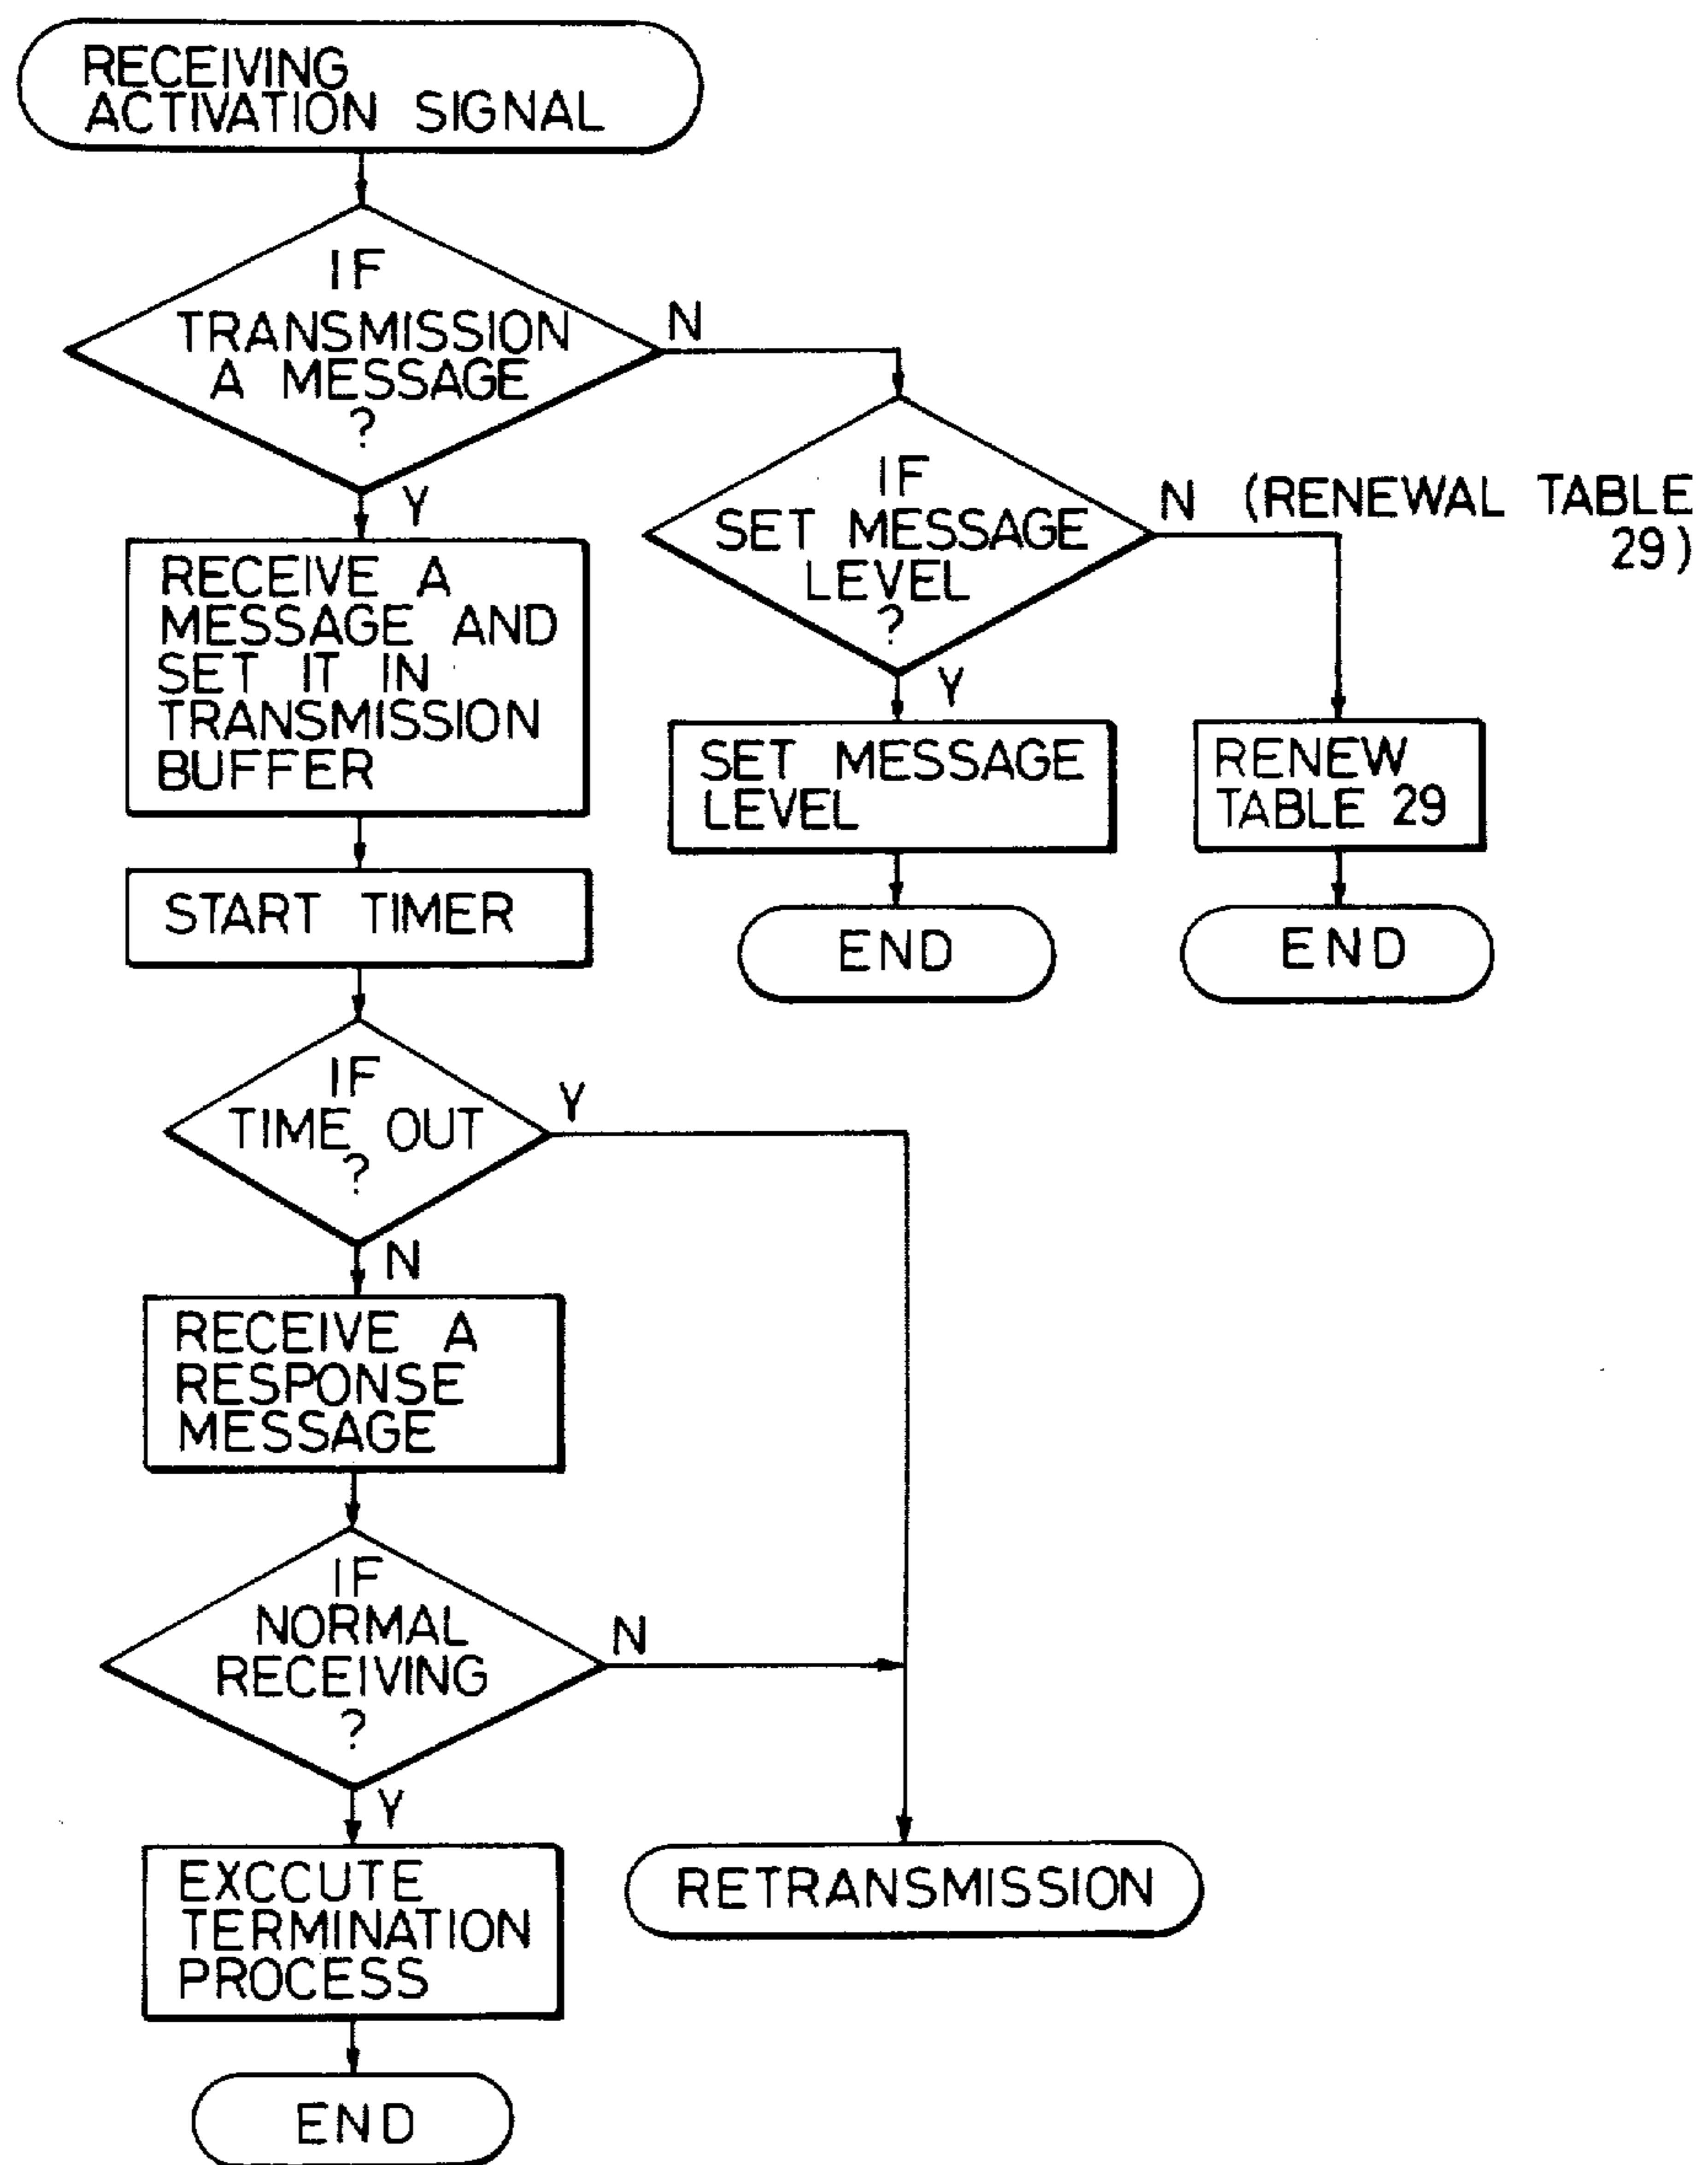 RECEIVING
ACTIVATION SIGNAL
IF
TRANSMISSION
A MESSAGE
?
N
Y
IF
SET MESSAGE
LEVEL
?
N (RENEWAL TABLE
29)
Y
RECEIVE A
MESSAGE AND
SET IT IN
TRANSMISSION
BUFFER
SET MESSAGE
LEVEL
RENEW
TABLE 29
START TIMER
END
END
IF
TIME OUT
?
Y
N
RECEIVE A
RESPONSE
MESSAGE
IF
NORMAL
RECEIVING
?
N
Y
EXCCUTE
TERMINATION
PROCESS
RETRANSMISSION
END